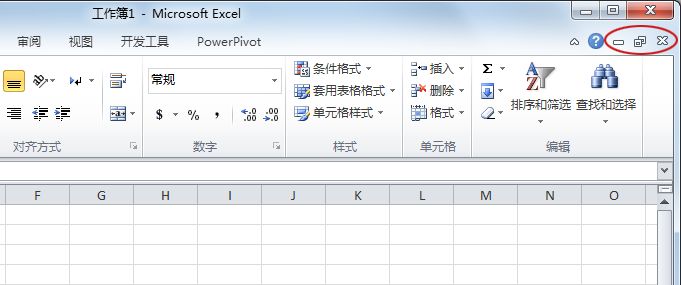 工作簿1 - Microsoft Excel
审阅 视图 开发工具 PowerPivot
常规 条件格式 插入 Σ
套用表格格式 删除 排序和筛选 查找和选择
$ % , .0 .00 .00 .0 单元格样式 格式
对齐方式 数字 样式 单元格 编辑
F G H I J K L M N O